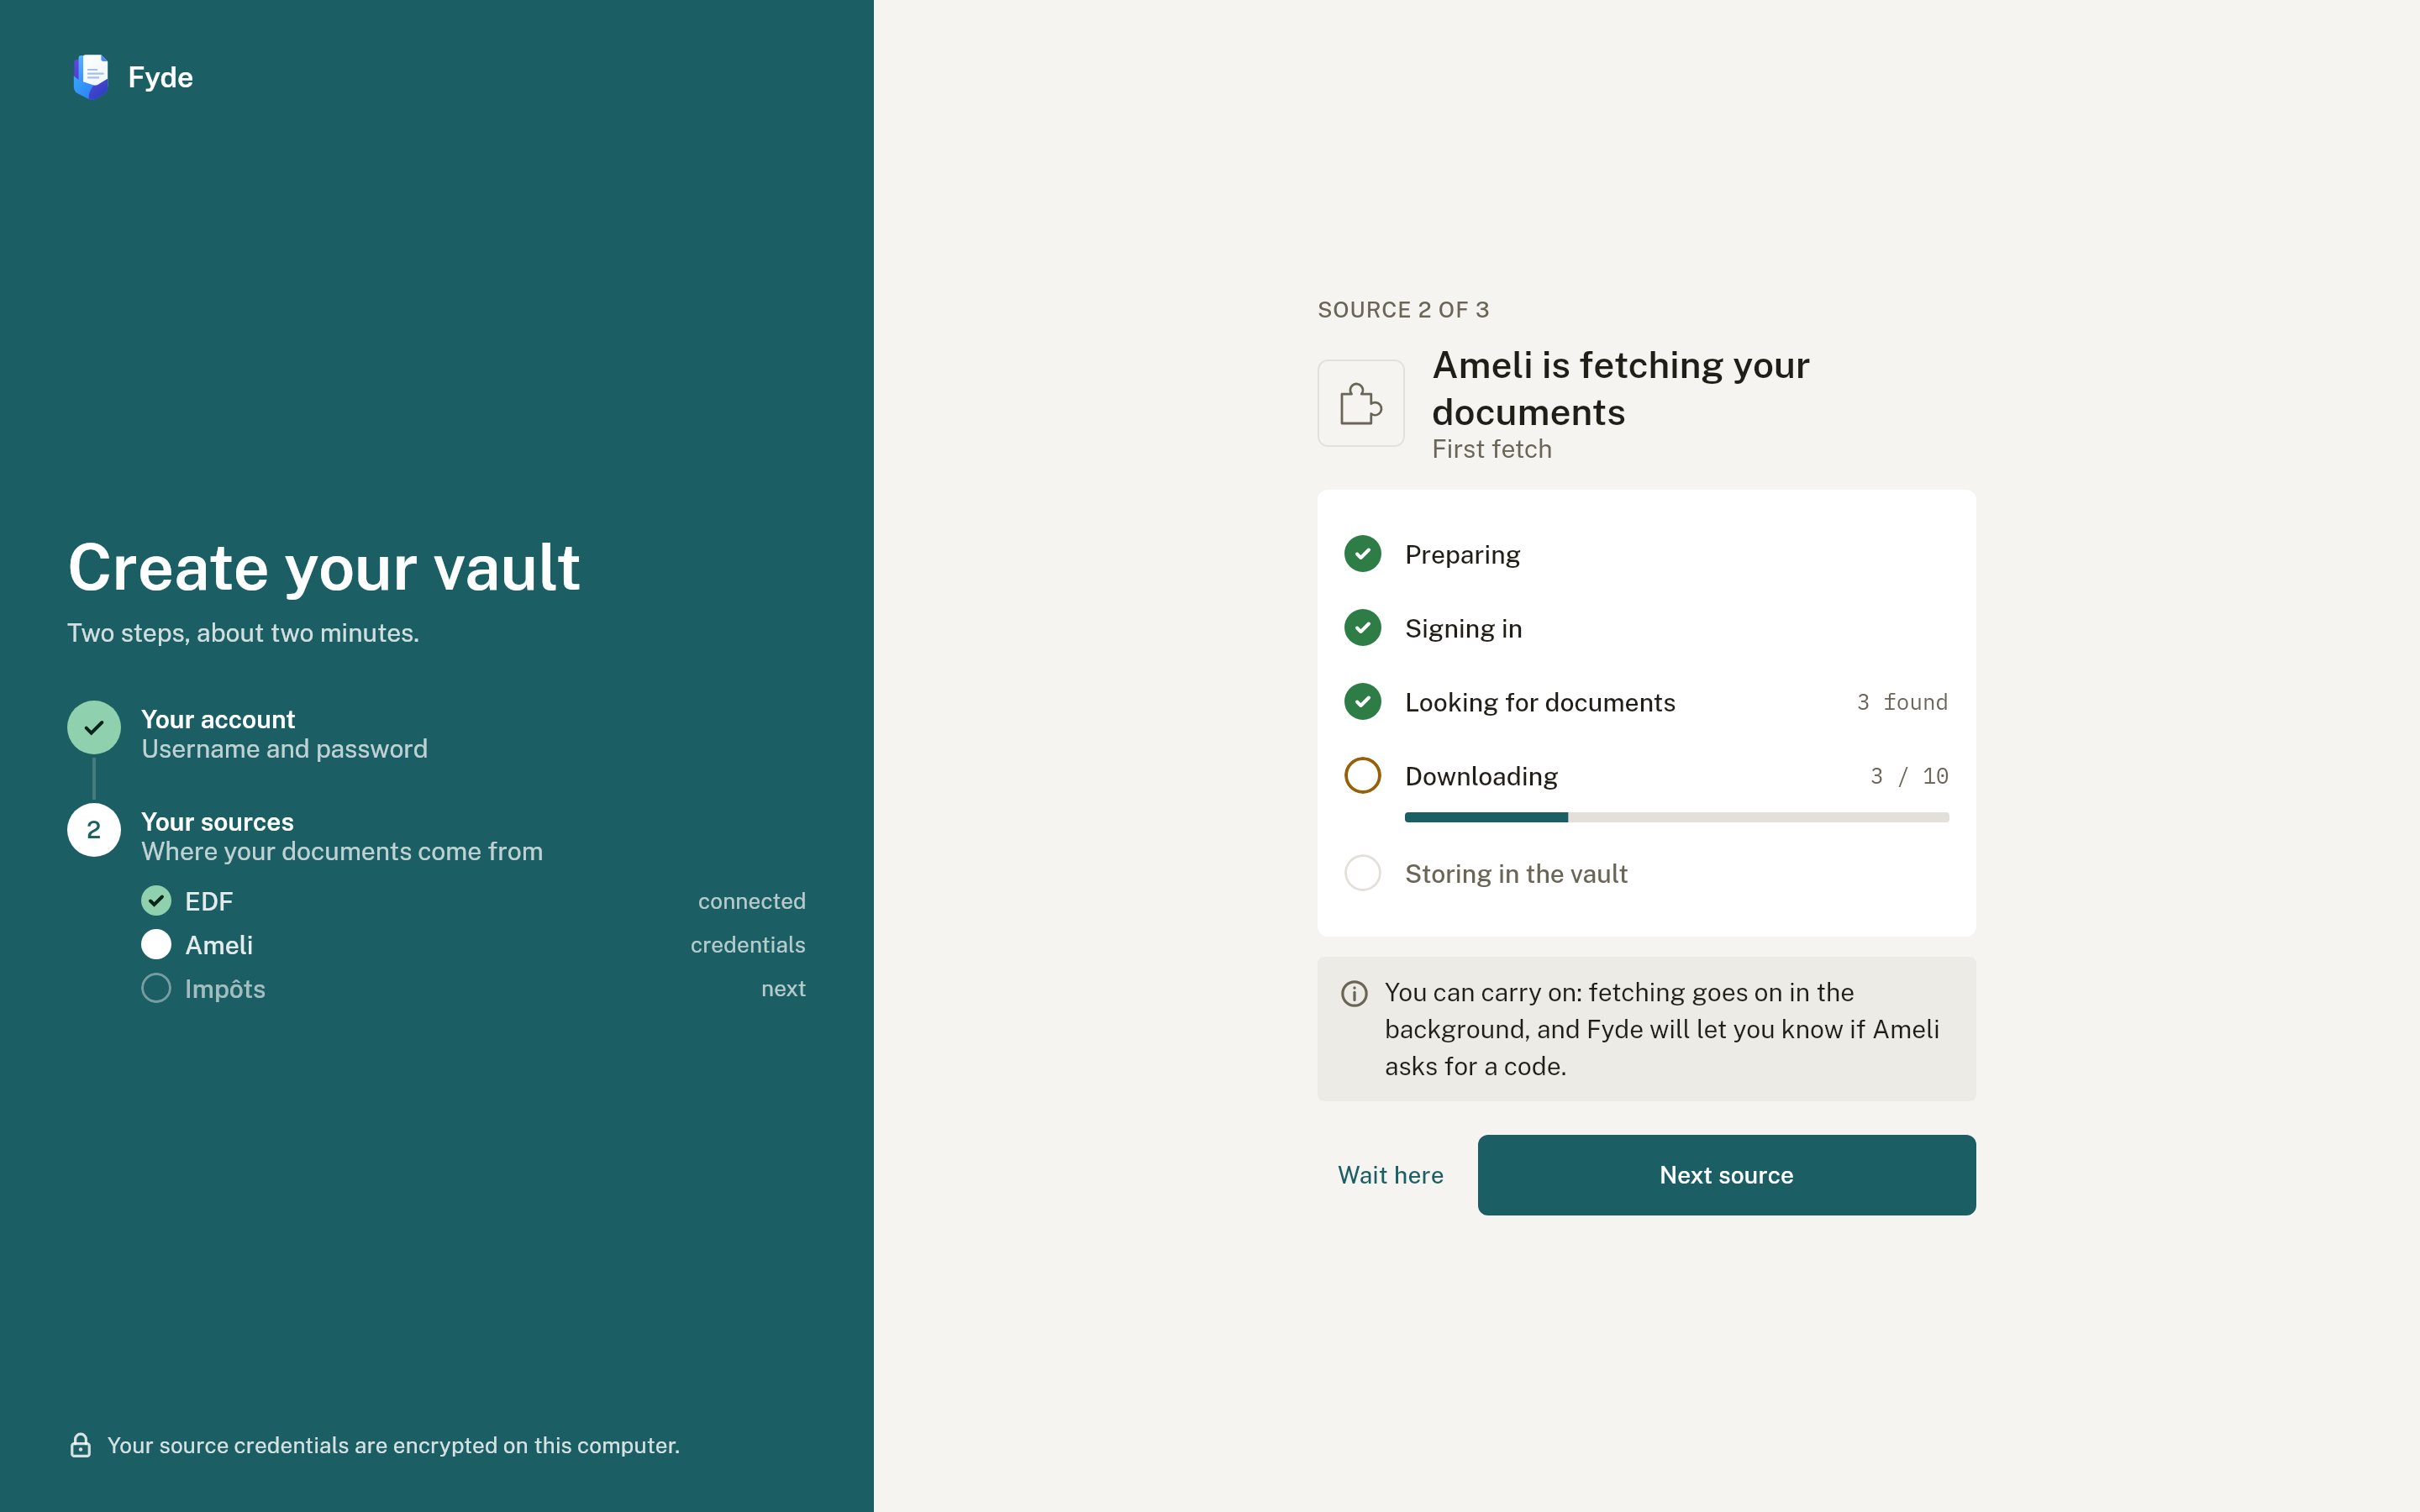 Fyde
Create your vault
Two steps, about two minutes.
Your account
Username and password
2
Your sources
Where your documents come from
EDF connected
Ameli credentials
Impôts next
Your source credentials are encrypted on this computer.
SOURCE 2 OF 3
Ameli is fetching your
documents
First fetch
Preparing
Signing in
Looking for documents 3 found
Downloading 3 / 10
Storing in the vault
You can carry on: fetching goes on in the
background, and Fyde will let you know if Ameli
asks for a code.
Wait here
Next source